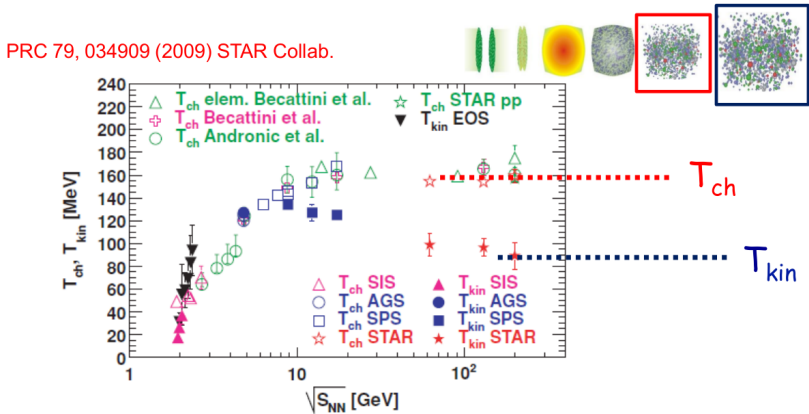 PRC 79, 034909 (2009) STAR Collab.
240
220
200
180
160
140
120
100
80
60
40
20
0
T_ch, T_kin [MeV]
T_ch elem. Becattini et al.
T_ch Becattini et al.
T_ch Andronic et al.
T_ch STAR pp
T_kin EOS
T_ch
T_kin
T_ch SIS
T_ch AGS
T_ch SPS
T_ch STAR
T_kin SIS
T_kin AGS
T_kin SPS
T_kin STAR
1 10 10²
√S_NN [GeV]